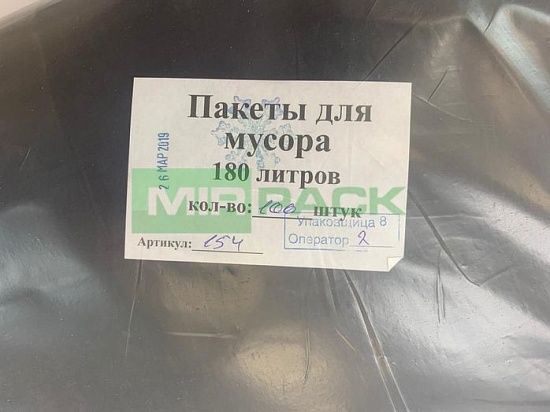 Пакеты для
мусора
180 литров
MIRPACK
кол-во: 100 штук
Упаковщица 8
Оператор 2
Артикул: 154
26 МАР 2019